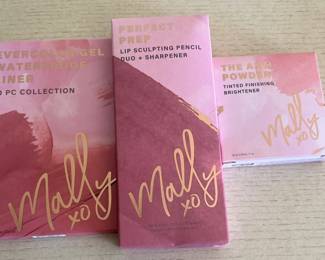 EVERCOLOR GEL
WATERPROOF
LINER
PC COLLECTION
Mally
xo
PERFECT
PREP
LIP SCULPTING PENCIL
DUO + SHARPENER
Mally
xo
POWDER
TINTED FINISHING
BRIGHTENER
Mally
xo